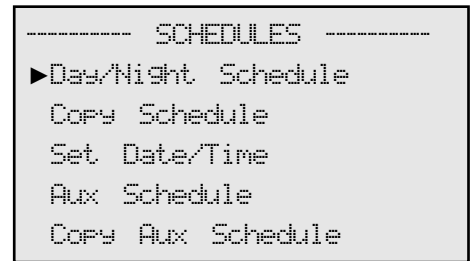 ---------- SCHEDULES ----------
►Day/Night Schedule
Copy Schedule
Set Date/Time
Aux Schedule
Copy Aux Schedule